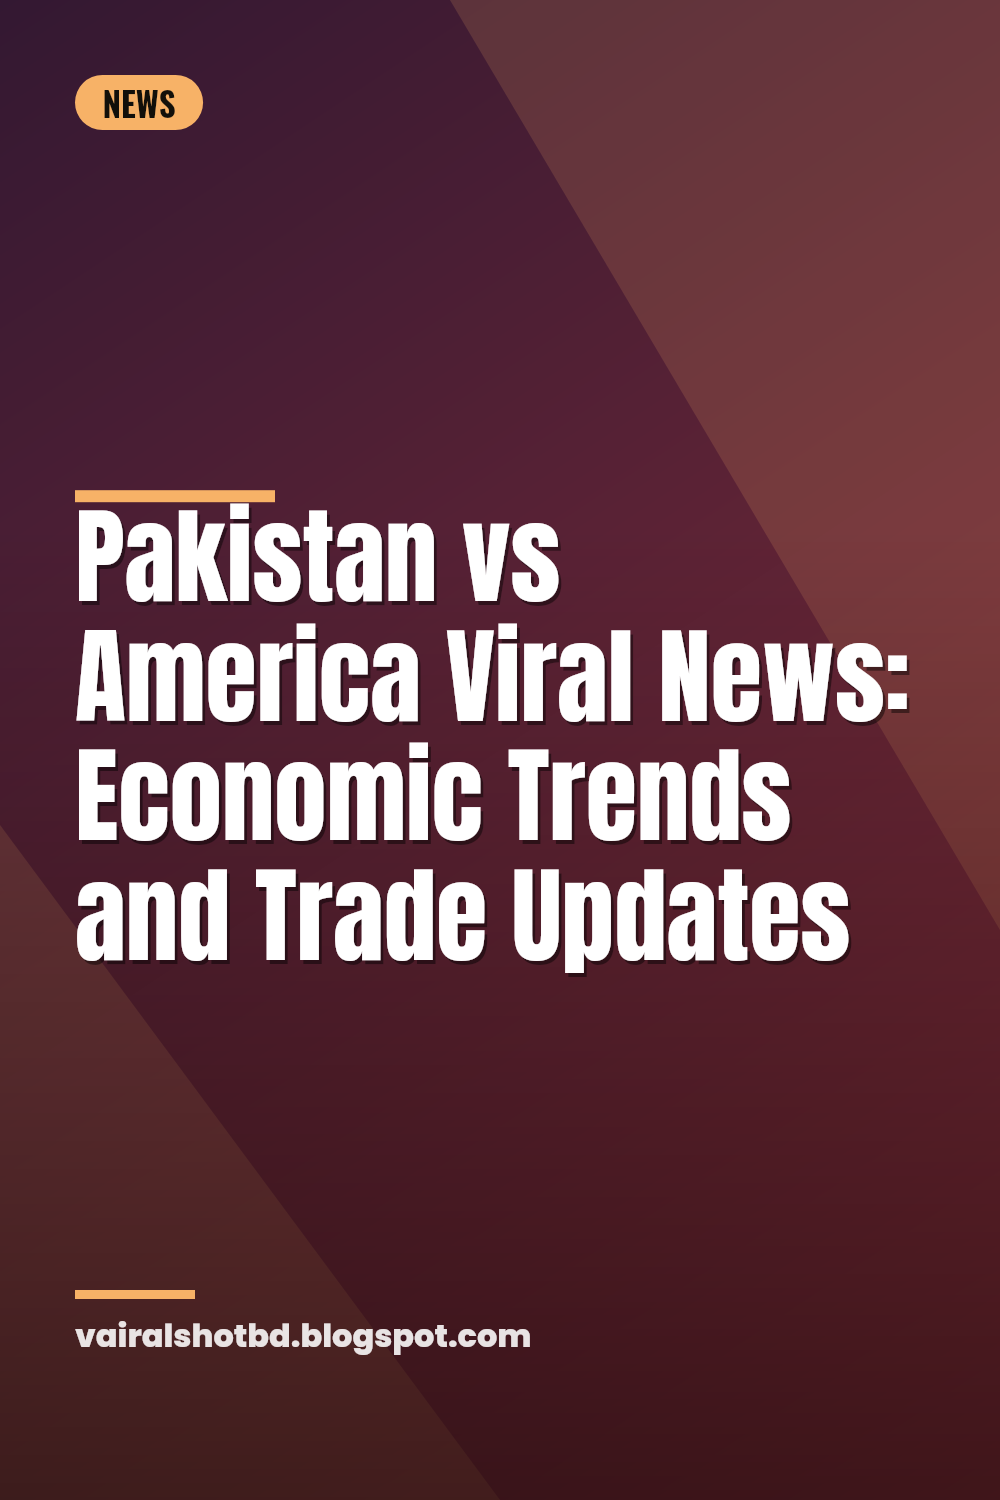 NEWS
Pakistan vs
America Viral News:
Economic Trends
and Trade Updates
vairalshotbd.blogspot.com